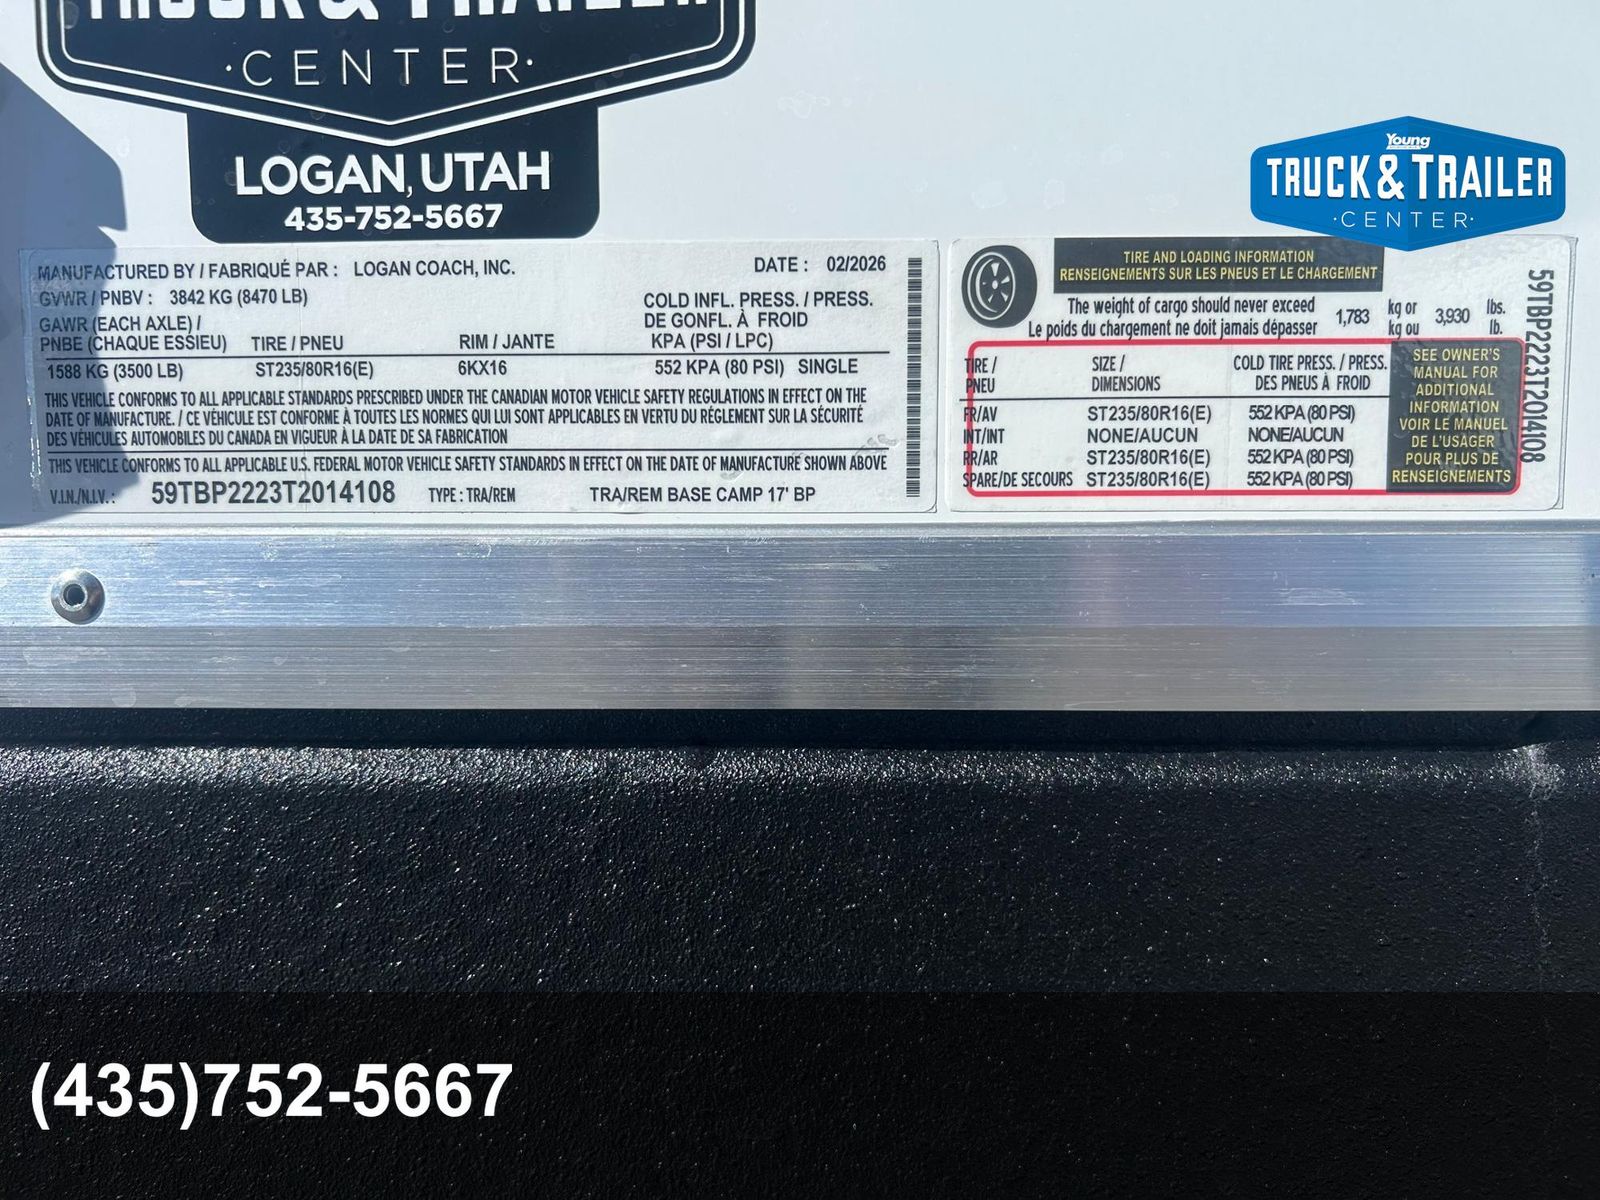 TRUCK & TRAILER
·CENTER·
LOGAN, UTAH
435-752-5667
Young
TRUCK & TRAILER
·CENTER·
MANUFACTURED BY / FABRIQUÉ PAR : LOGAN COACH, INC. DATE : 02/2026
GVWR / PNBV : 3842 KG (8470 LB)
GAWR (EACH AXLE) /
PNBE (CHAQUE ESSIEU) TIRE / PNEU RIM / JANTE
COLD INFL. PRESS. / PRESS.
DE GONFL. À FROID
KPA (PSI / LPC)
1588 KG (3500 LB) ST235/80R16(E) 6KX16 552 KPA (80 PSI) SINGLE
THIS VEHICLE CONFORMS TO ALL APPLICABLE STANDARDS PRESCRIBED UNDER THE CANADIAN MOTOR VEHICLE SAFETY REGULATIONS IN EFFECT ON THE
DATE OF MANUFACTURE. / CE VÉHICULE EST CONFORME À TOUTES LES NORMES QUI LUI SONT APPLICABLES EN VERTU DU RÉGLEMENT SUR LA SÉCURITÉ
DES VÉHICULES AUTOMOBILES DU CANADA EN VIGUEUR À LA DATE DE SA FABRICATION
THIS VEHICLE CONFORMS TO ALL APPLICABLE U.S. FEDERAL MOTOR VEHICLE SAFETY STANDARDS IN EFFECT ON THE DATE OF MANUFACTURE SHOWN ABOVE
V.I.N./N.I.V.: 59TBP2223T2014108 TYPE : TRA/REM TRA/REM BASE CAMP 17' BP
TIRE AND LOADING INFORMATION
RENSEIGNEMENTS SUR LES PNEUS ET LE CHARGEMENT
The weight of cargo should never exceed
Le poids du chargement ne doit jamais dépasser
1,783 kg or
kg ou 3,930 lbs.
lb.
TIRE /
PNEU
SIZE /
DIMENSIONS
COLD TIRE PRESS. / PRESS.
DES PNEUS À FROID
FR/AV ST235/80R16(E) 552 KPA (80 PSI)
INT/INT NONE/AUCUN NONE/AUCUN
RR/AR ST235/80R16(E) 552 KPA (80 PSI)
SPARE/DE SECOURS ST235/80R16(E) 552 KPA (80 PSI)
SEE OWNER'S
MANUAL FOR
ADDITIONAL
INFORMATION
VOIR LE MANUEL
DE L'USAGER
POUR PLUS DE
RENSEIGNEMENTS
59TBP2223T2014108
(435)752-5667